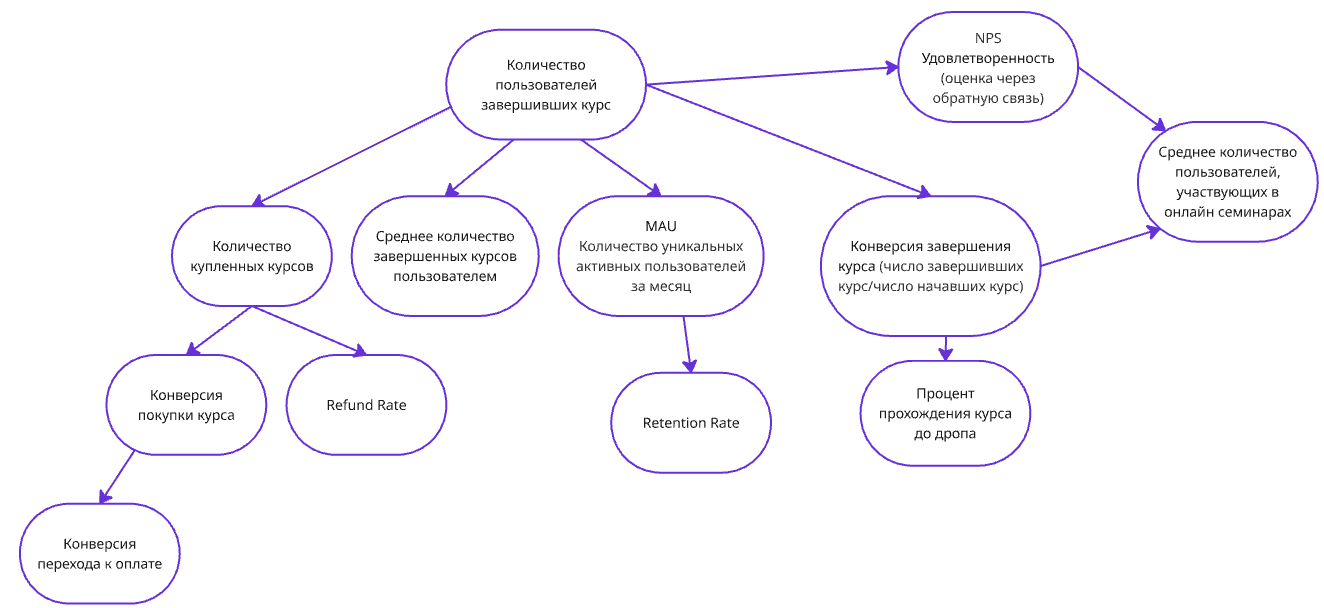 Количество
пользователей
завершивших курс
NPS
Удовлетворенность
(оценка через
обратную связь)
Среднее количество
пользователей,
участвующих в
онлайн семинарах
Количество
купленных курсов
Среднее количество
завершенных курсов
пользователем
MAU
Количество уникальных
активных пользователей
за месяц
Конверсия завершения
курса (число завершивших
курс/число начавших курс)
Конверсия
покупки курса
Refund Rate
Retention Rate
Процент
прохождения курса
до дропа
Конверсия
перехода к оплате